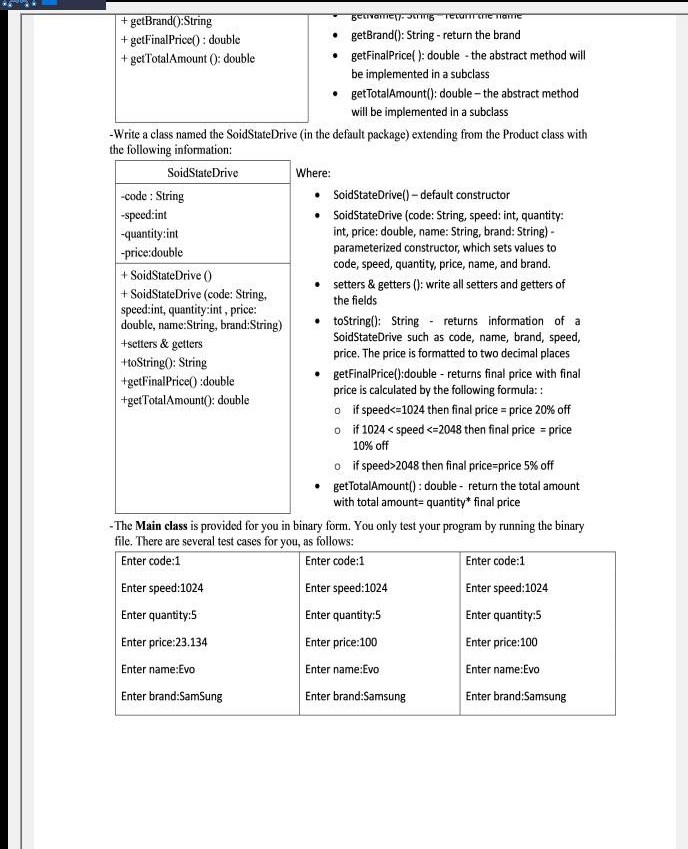 + getBrand():String
+ getFinalPrice() : double
+ getTotalAmount (): double
• getName(): String - return the name
• getBrand(): String - return the brand
• getFinalPrice( ): double - the abstract method will
be implemented in a subclass
• getTotalAmount(): double – the abstract method
will be implemented in a subclass
-Write a class named the SoidStateDrive (in the default package) extending from the Product class with
the following information:
SoidStateDrive
-code : String
-speed:int
-quantity:int
-price:double
+ SoidStateDrive ()
+ SoidStateDrive (code: String,
speed:int, quantity:int , price:
double, name:String, brand:String)
+setters & getters
+toString(): String
+getFinalPrice() :double
+getTotalAmount(): double
Where:
• SoidStateDrive() – default constructor
• SoidStateDrive (code: String, speed: int, quantity:
int, price: double, name: String, brand: String) -
parameterized constructor, which sets values to
code, speed, quantity, price, name, and brand.
• setters & getters (): write all setters and getters of
the fields
• toString(): String - returns information of a
SoidStateDrive such as code, name, brand, speed,
price. The price is formatted to two decimal places
• getFinalPrice():double - returns final price with final
price is calculated by the following formula: :
o if speed<=1024 then final price = price 20% off
o if 1024 < speed <=2048 then final price = price
10% off
o if speed>2048 then final price=price 5% off
• getTotalAmount() : double - return the total amount
with total amount= quantity* final price
-The Main class is provided for you in binary form. You only test your program by running the binary
file. There are several test cases for you, as follows:
Enter code:1
Enter speed:1024
Enter quantity:5
Enter price:23.134
Enter name:Evo
Enter brand:SamSung
Enter code:1
Enter speed:1024
Enter quantity:5
Enter price:100
Enter name:Evo
Enter brand:Samsung
Enter code:1
Enter speed:1024
Enter quantity:5
Enter price:100
Enter name:Evo
Enter brand:Samsung